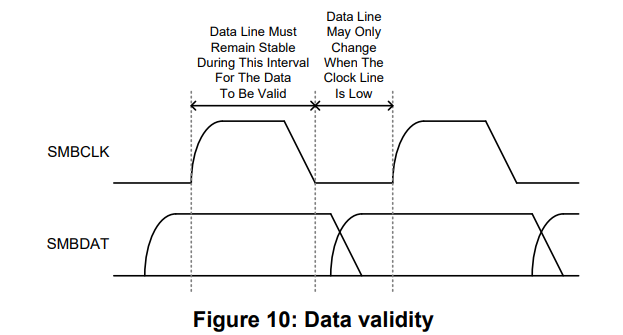 Data Line Must
Remain Stable
During This Interval
For The Data
To Be Valid
Data Line
May Only
Change
When The
Clock Line
Is Low
SMBCLK
SMBDAT
Figure 10: Data validity